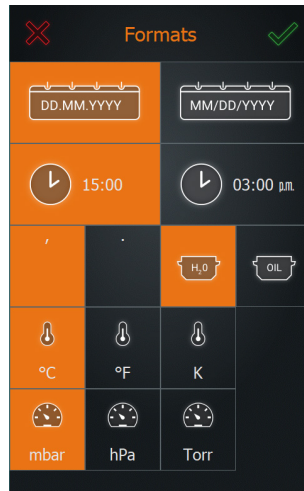 Formats
DD.MM.YYYY MM/DD/YYYY
15:00 03:00 p.m.
, . H₂O OIL
°C °F K
mbar hPa Torr